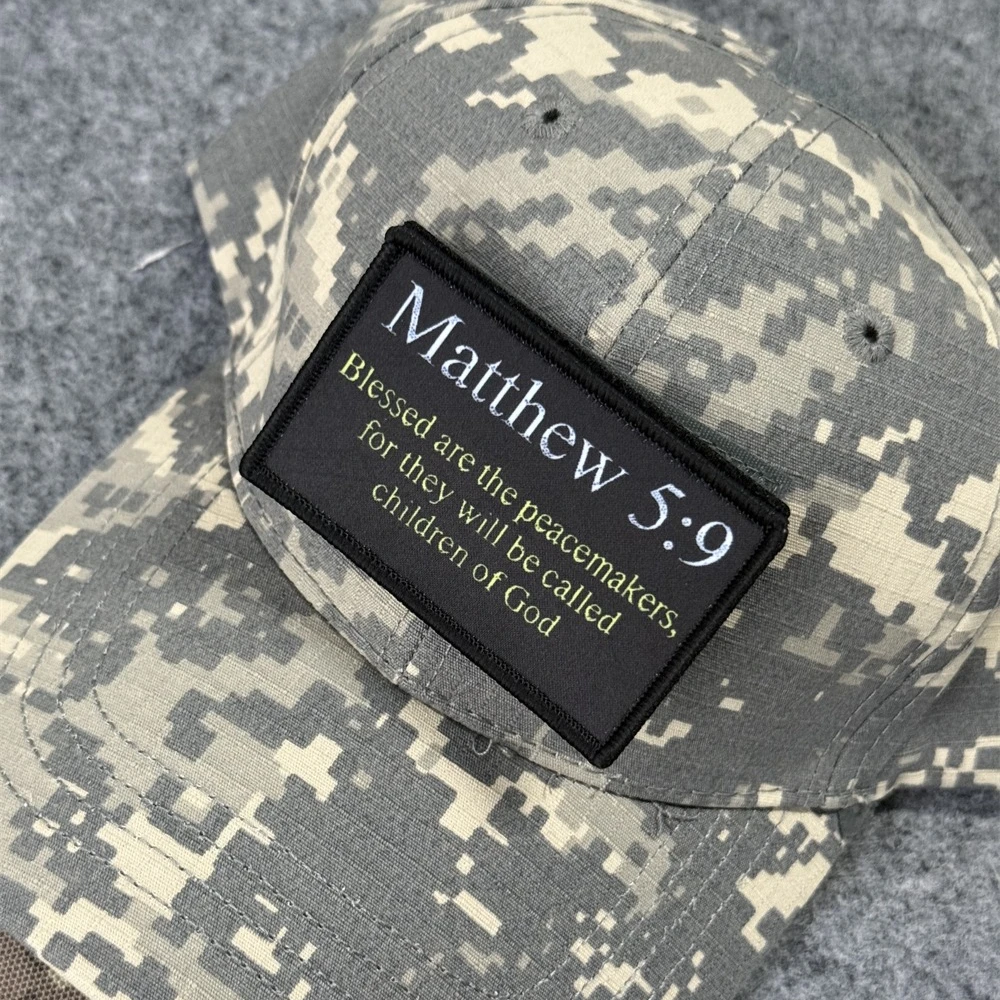 Matthew 5:9
Blessed are the peacemakers,
for they will be called
children of God